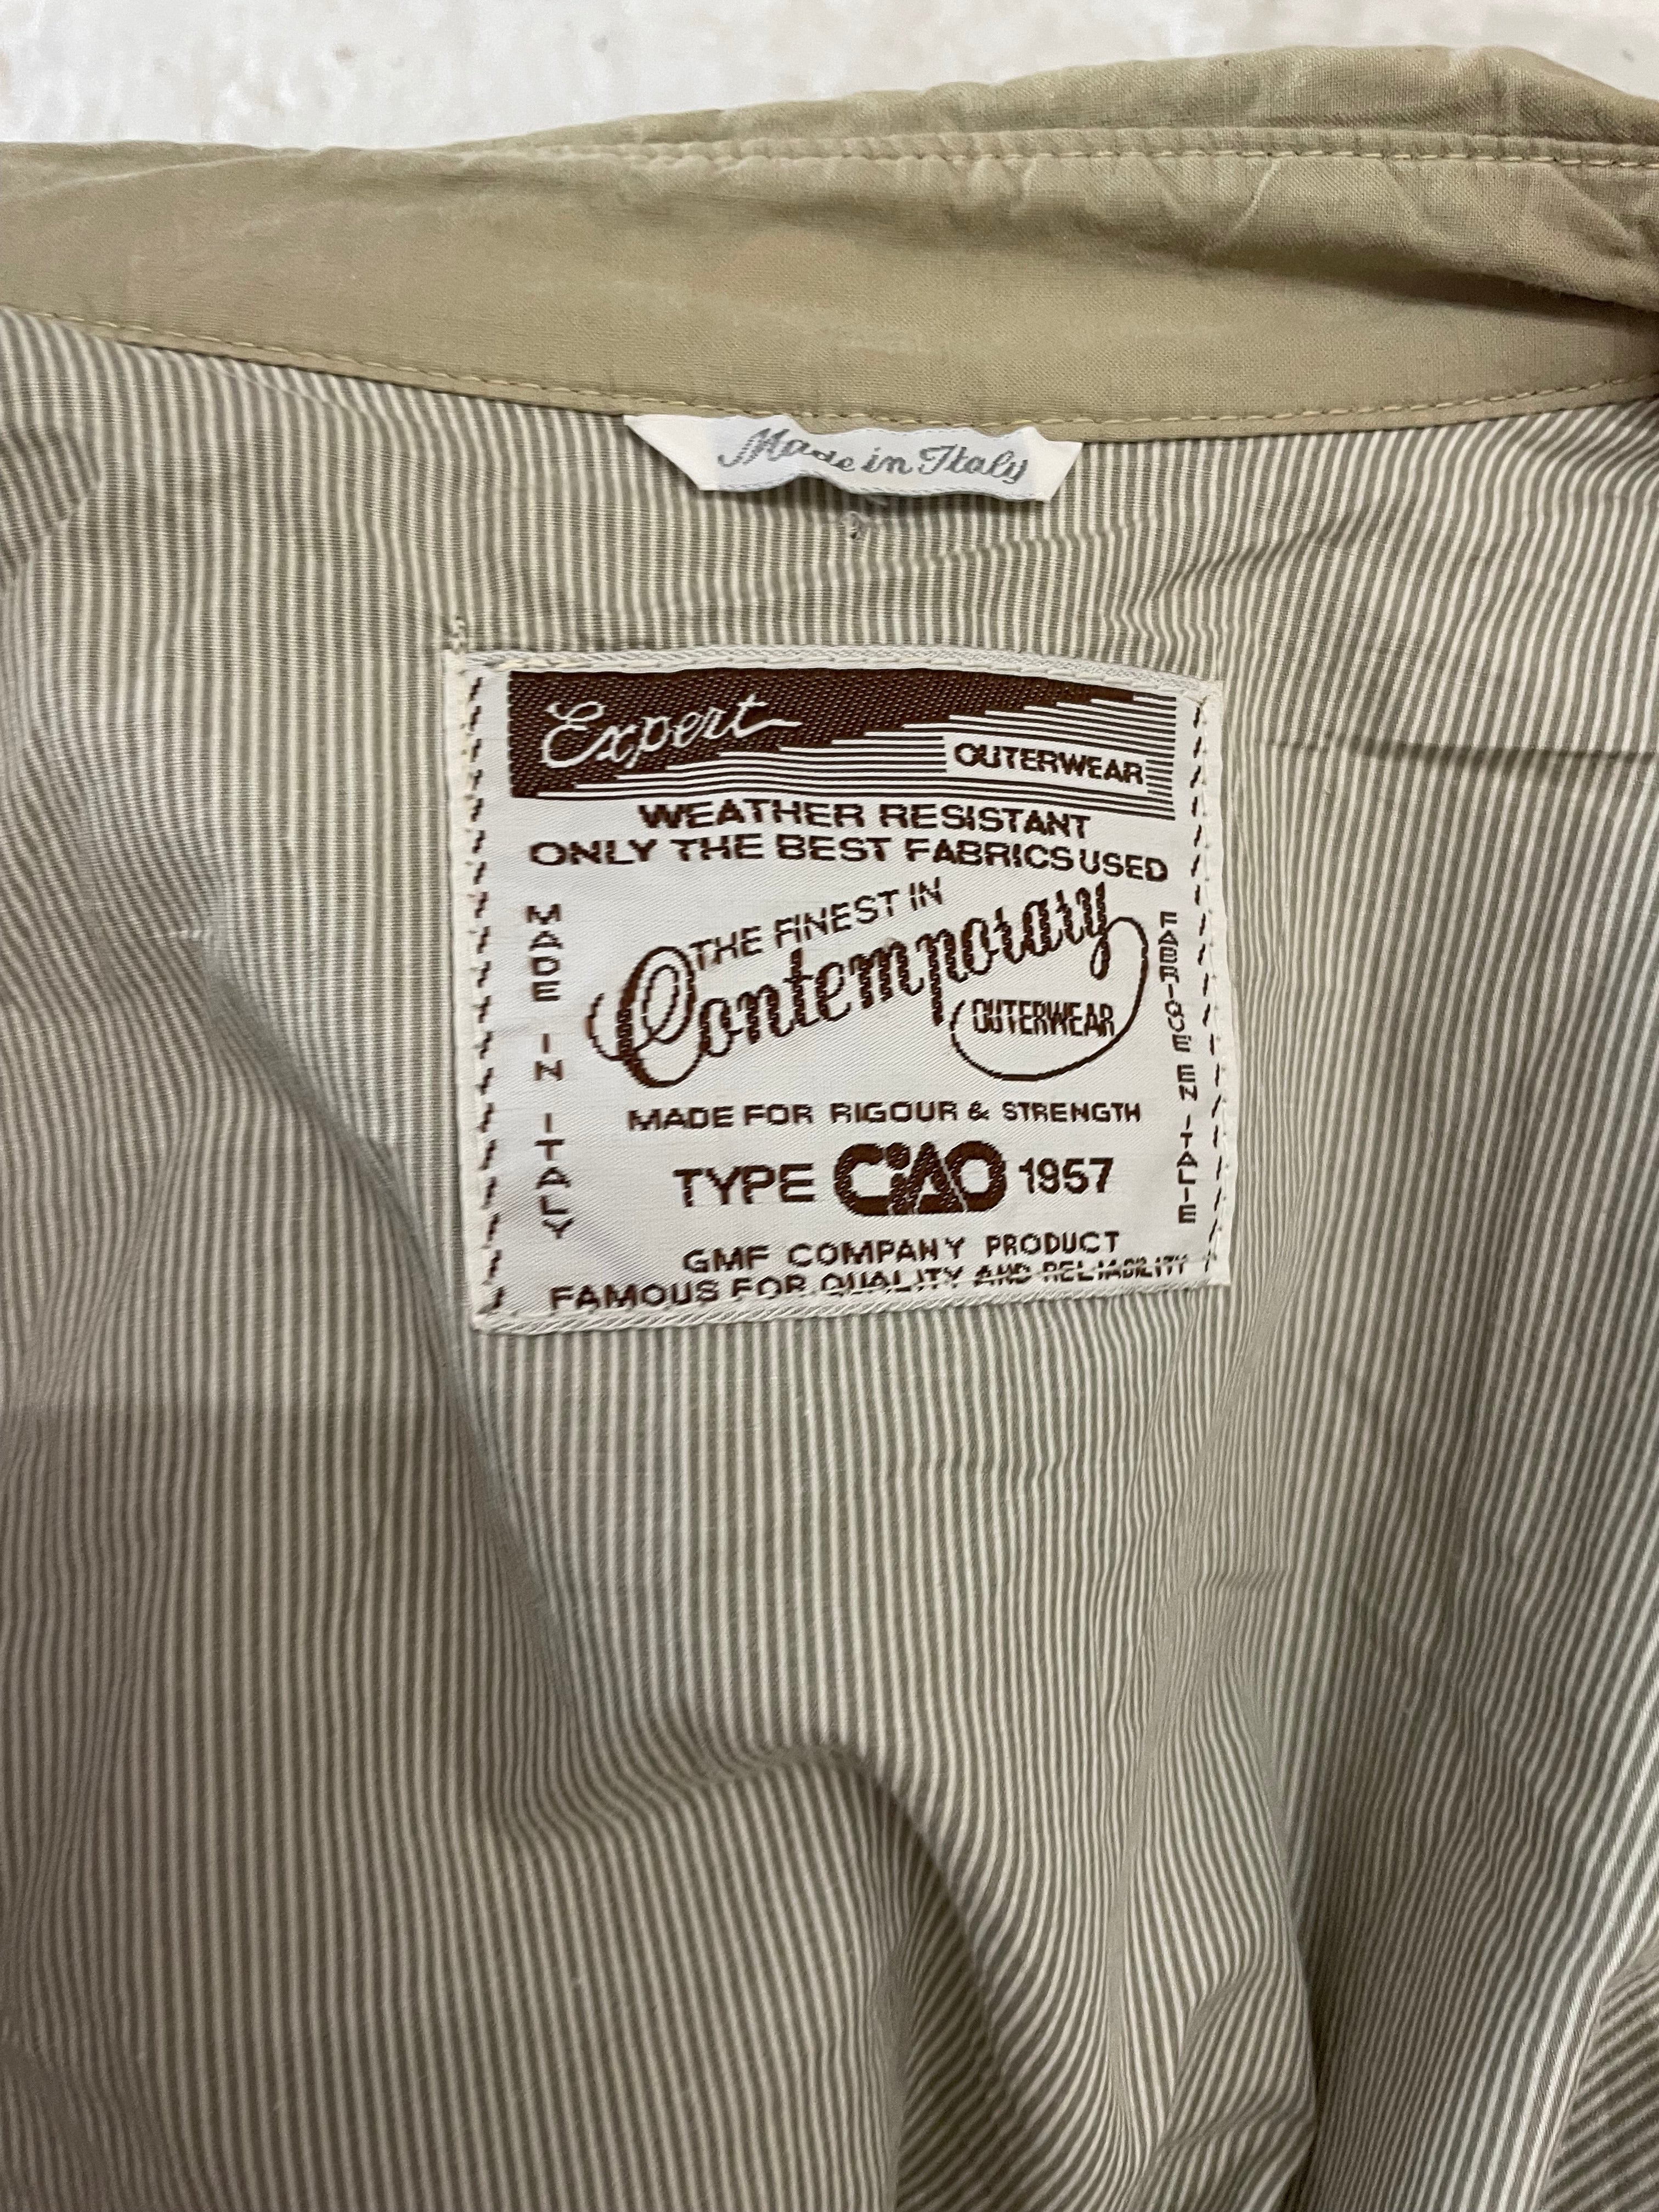 Made in Italy
Expert
OUTERWEAR
WEATHER RESISTANT
ONLY THE BEST FABRICS USED
MADE IN ITALY
THE FINEST IN
Contemporary
OUTERWEAR
FABRIQUE EN ITALIE
MADE FOR RIGOUR & STRENGTH
TYPE CiAO 1957
GMF COMPANY PRODUCT
FAMOUS FOR QUALITY AND RELIABILITY